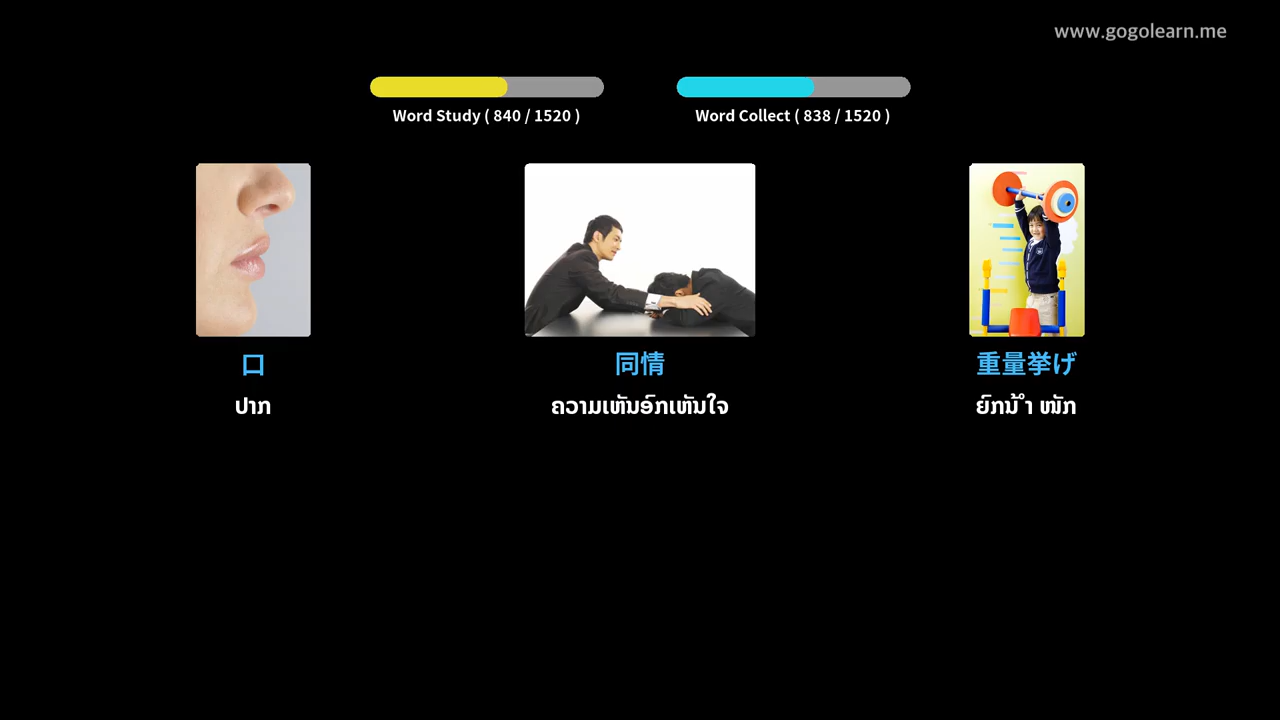 www.gogolearn.me
Word Study ( 840 / 1520 )
Word Collect ( 838 / 1520 )
口
同情
重量挙げ
ປາກ
ຄວາມເຫັນອົກເຫັນໃຈ
ຍົກນ້ ຳ ໜັກ